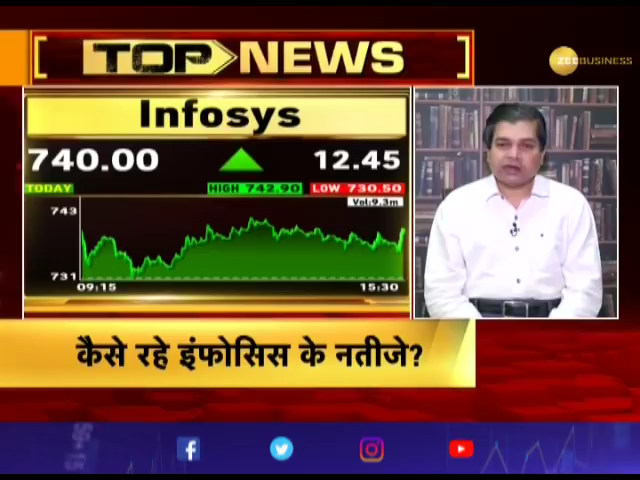 TOP NEWS
ZEE BUSINESS
Infosys
740.00 12.45
TODAY HIGH 742.90 LOW 730.50
Vol:9.3m
743
731
09:15 15:30
कैसे रहे इंफोसिस के नतीजे?